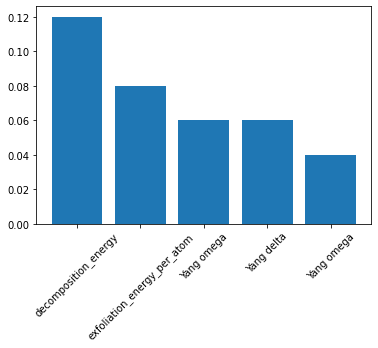 0.12
0.10
0.08
0.06
0.04
0.02
0.00
decomposition_energy
exfoliation_energy_per_atom
Yang omega
Yang delta
Yang omega